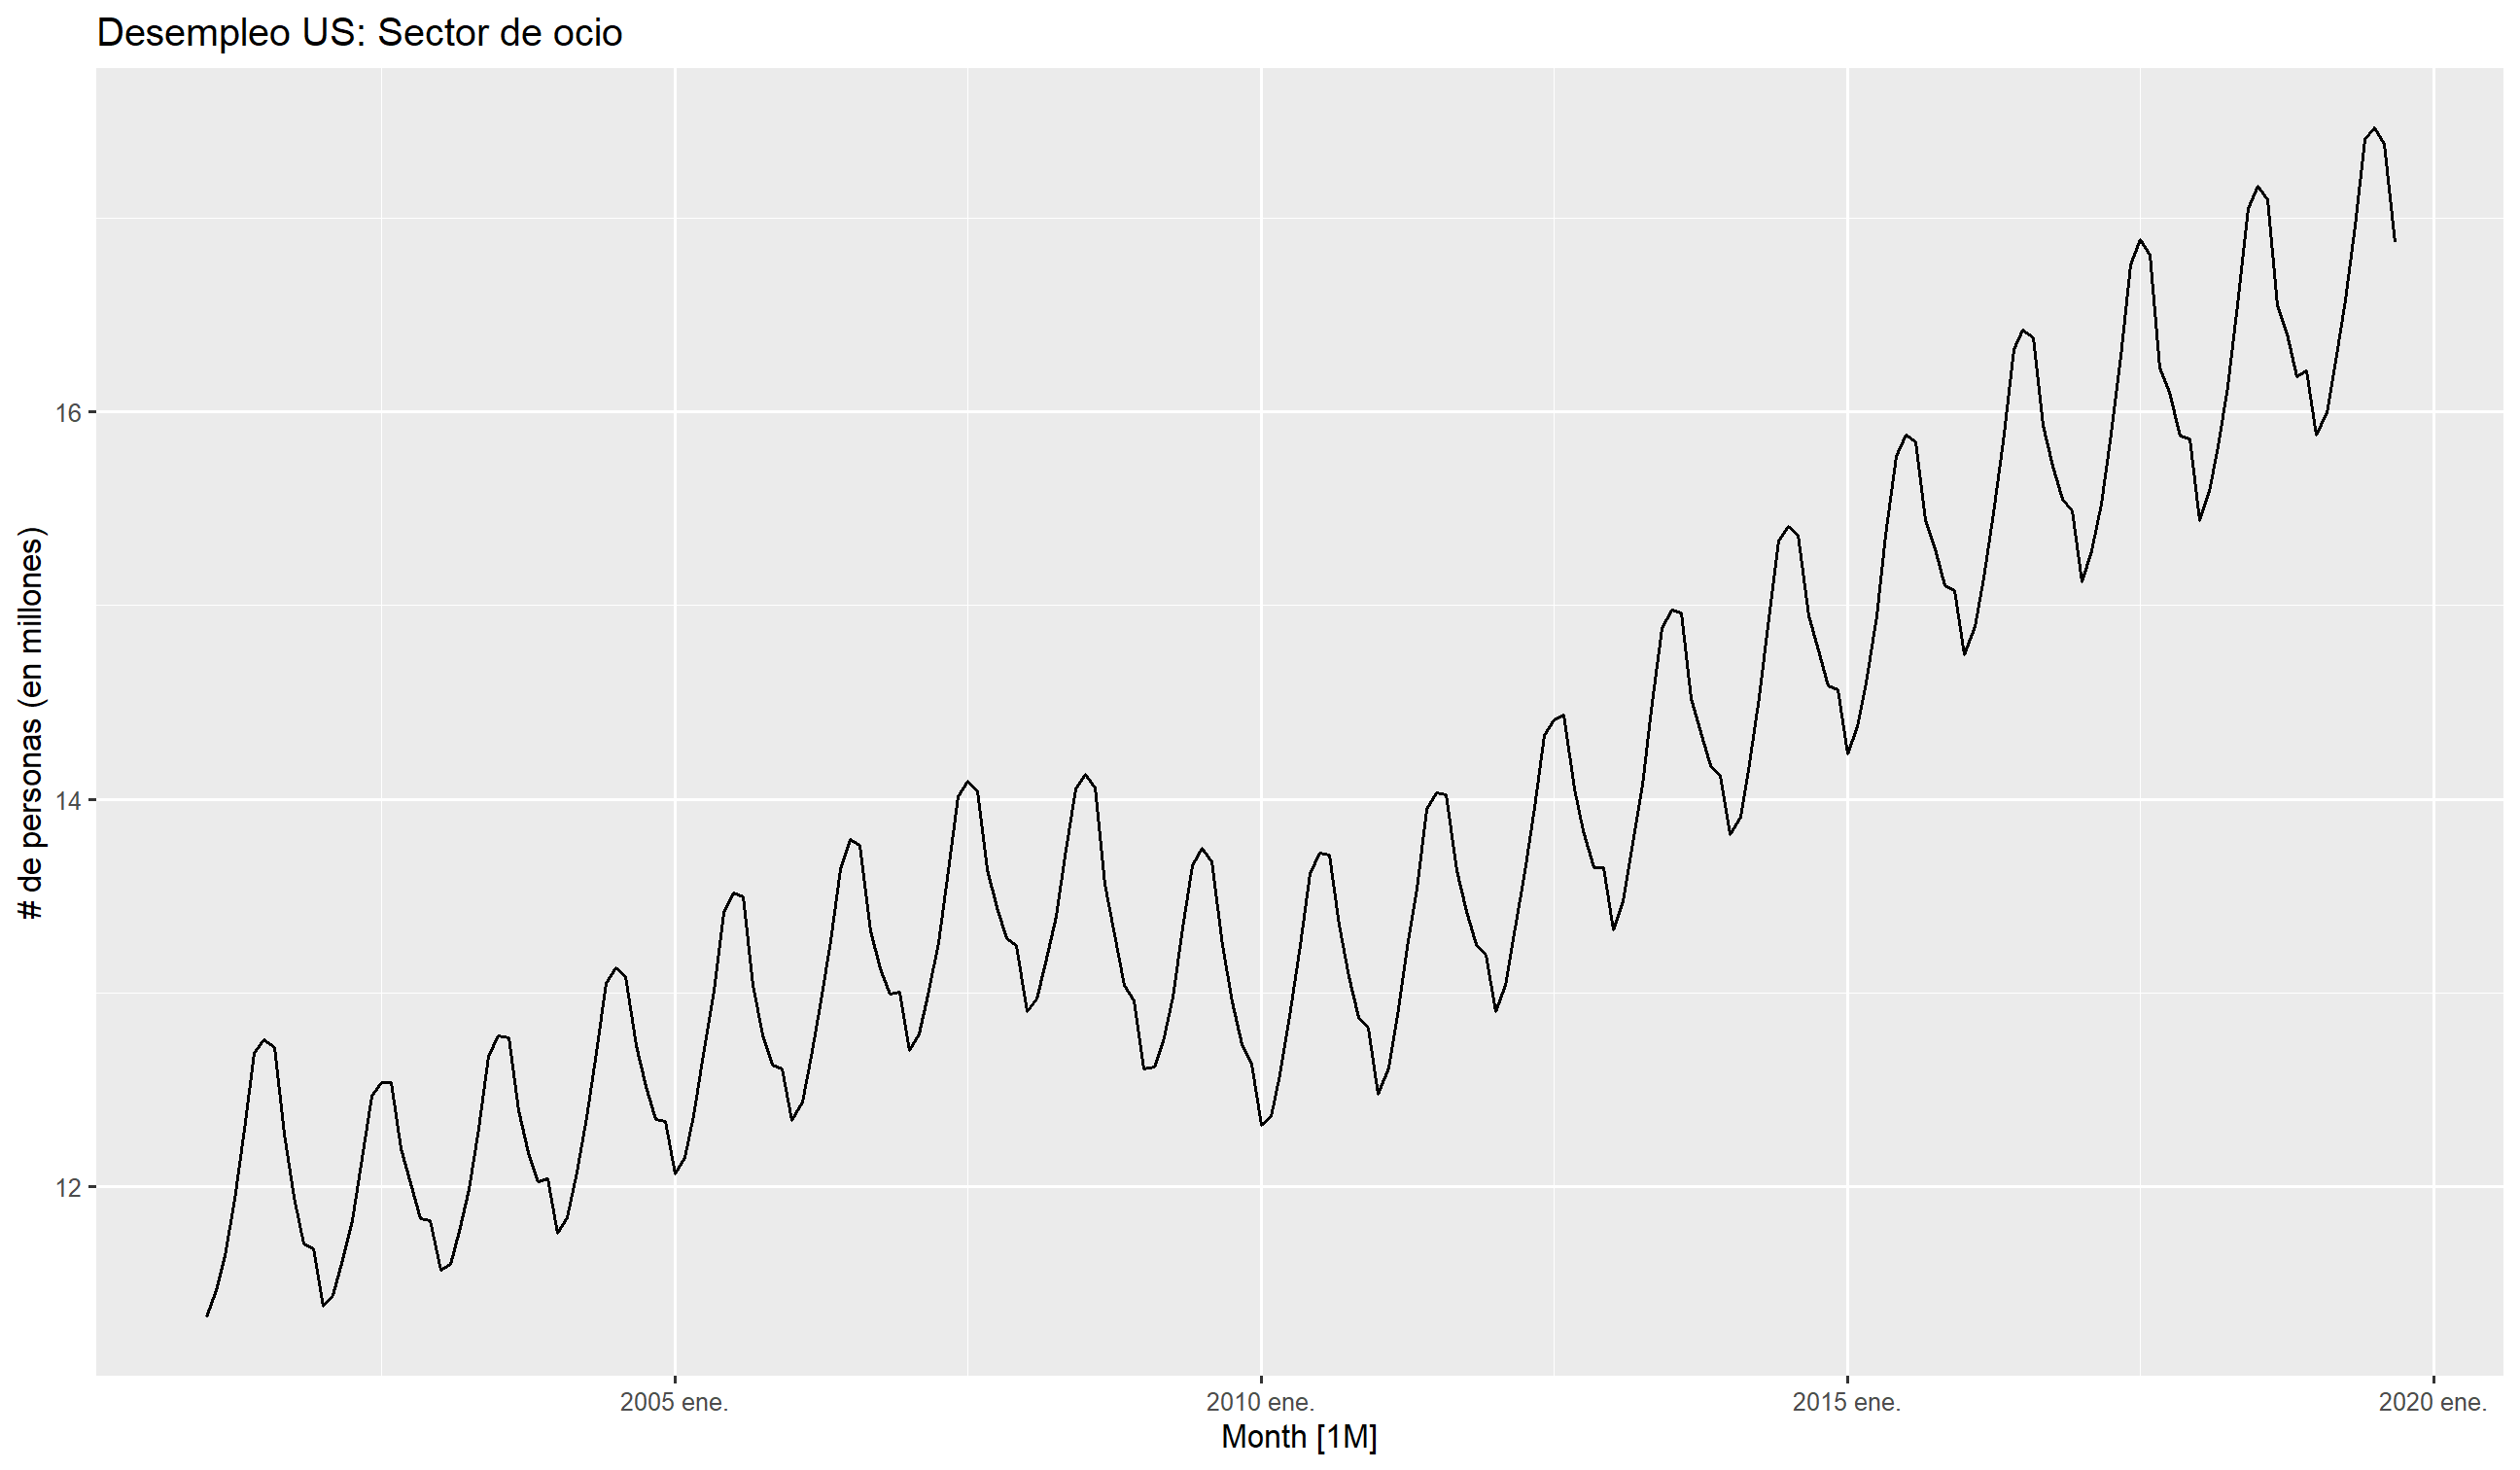 Desempleo US: Sector de ocio
# de personas (en millones)
16
14
12
2005 ene.
2010 ene.
2015 ene.
2020 ene.
Month [1M]